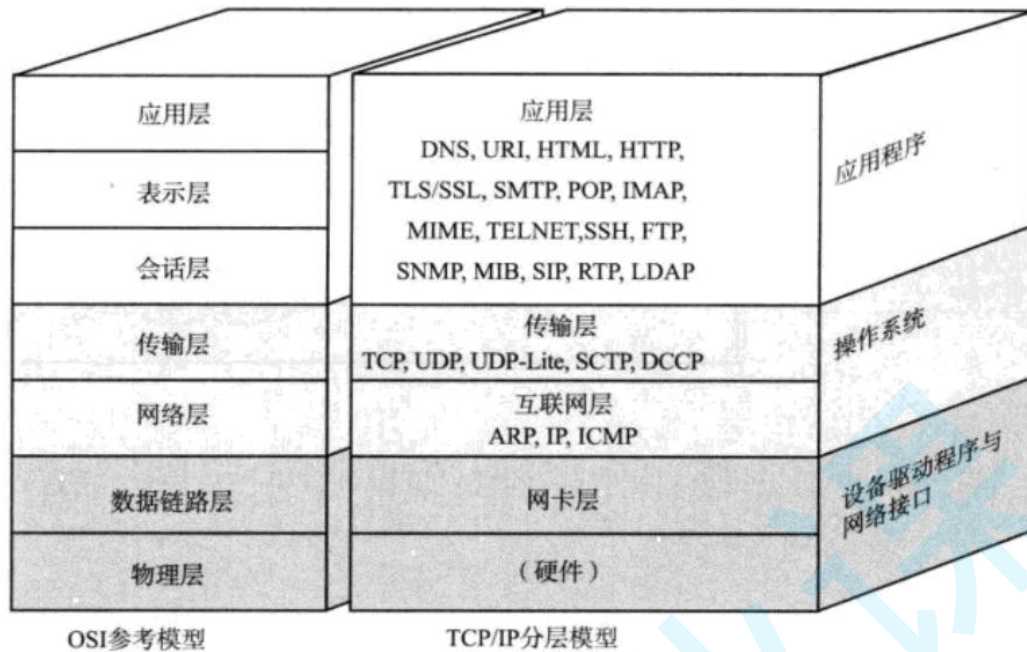 应用层
表示层
会话层
传输层
网络层
数据链路层
物理层
OSI参考模型
应用层
DNS, URI, HTML, HTTP,
TLS/SSL, SMTP, POP, IMAP,
MIME, TELNET,SSH, FTP,
SNMP, MIB, SIP, RTP, LDAP
传输层
TCP, UDP, UDP-Lite, SCTP, DCCP
互联网层
ARP, IP, ICMP
网卡层
（硬件）
TCP/IP分层模型
应用程序
操作系统
设备驱动程序与
网络接口